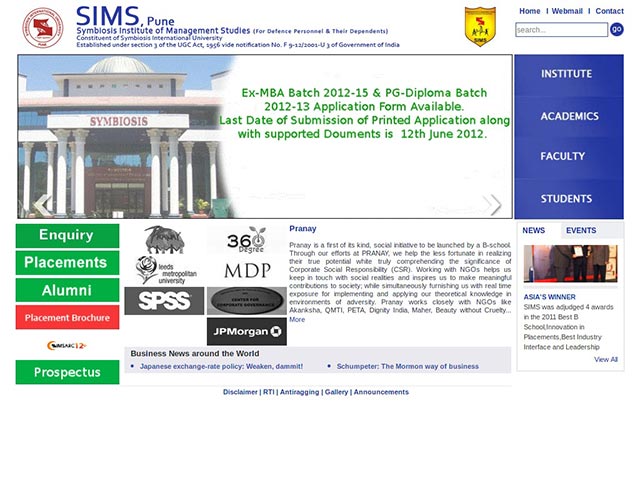 SIMS, Pune
Symbiosis Institute of Management Studies (For Defence Personnel & Their Dependents)
Constituent of Symbiosis International University
Established under section 3 of the UGC Act, 1956 vide notification No. F 9-12/2001-U 3 of Government of India
SIMS
Home | Webmail | Contact
search...
go
SYMBIOSIS
Ex-MBA Batch 2012-15 & PG-Diploma Batch
2012-13 Application Form Available.
Last Date of Submission of Printed Application along
with supported Douments is 12th June 2012.
INSTITUTE
ACADEMICS
FACULTY
STUDENTS
Enquiry
Placements
Alumni
Placement Brochure
SIMSARC 12
Prospectus
360
Degree
leeds
metropolitan
university
MDP
SPSS
CENTER FOR
CORPORATE GOVERNANCE
JPMorgan
Pranay
Pranay is a first of its kind, social initiative to be launched by a B-school.
Through our efforts at PRANAY, we help the less fortunate in realizing
their true potential while truly comprehending the significance of
Corporate Social Responsibility (CSR). Working with NGOs helps us
keep in touch with social realities and inspires us to make meaningful
contributions to society; while simultaneously furnishing us with real time
exposure for implementing and applying our theoretical knowledge in
environments of adversity. Pranay works closely with NGOs like
Akanksha, QMTI, PETA, Dignity India, Maher, Beauty without Cruelty...
More
Business News around the World
Japanese exchange-rate policy: Weaken, dammit!
Schumpeter: The Mormon way of business
NEWS
EVENTS
ASIA'S WINNER
SIMS was adjudged 4 awards
in the 2011 Best B
School,Innovation in
Placements,Best Industry
Interface and Leadership
View All
Disclaimer | RTI | Antiragging | Gallery | Announcements